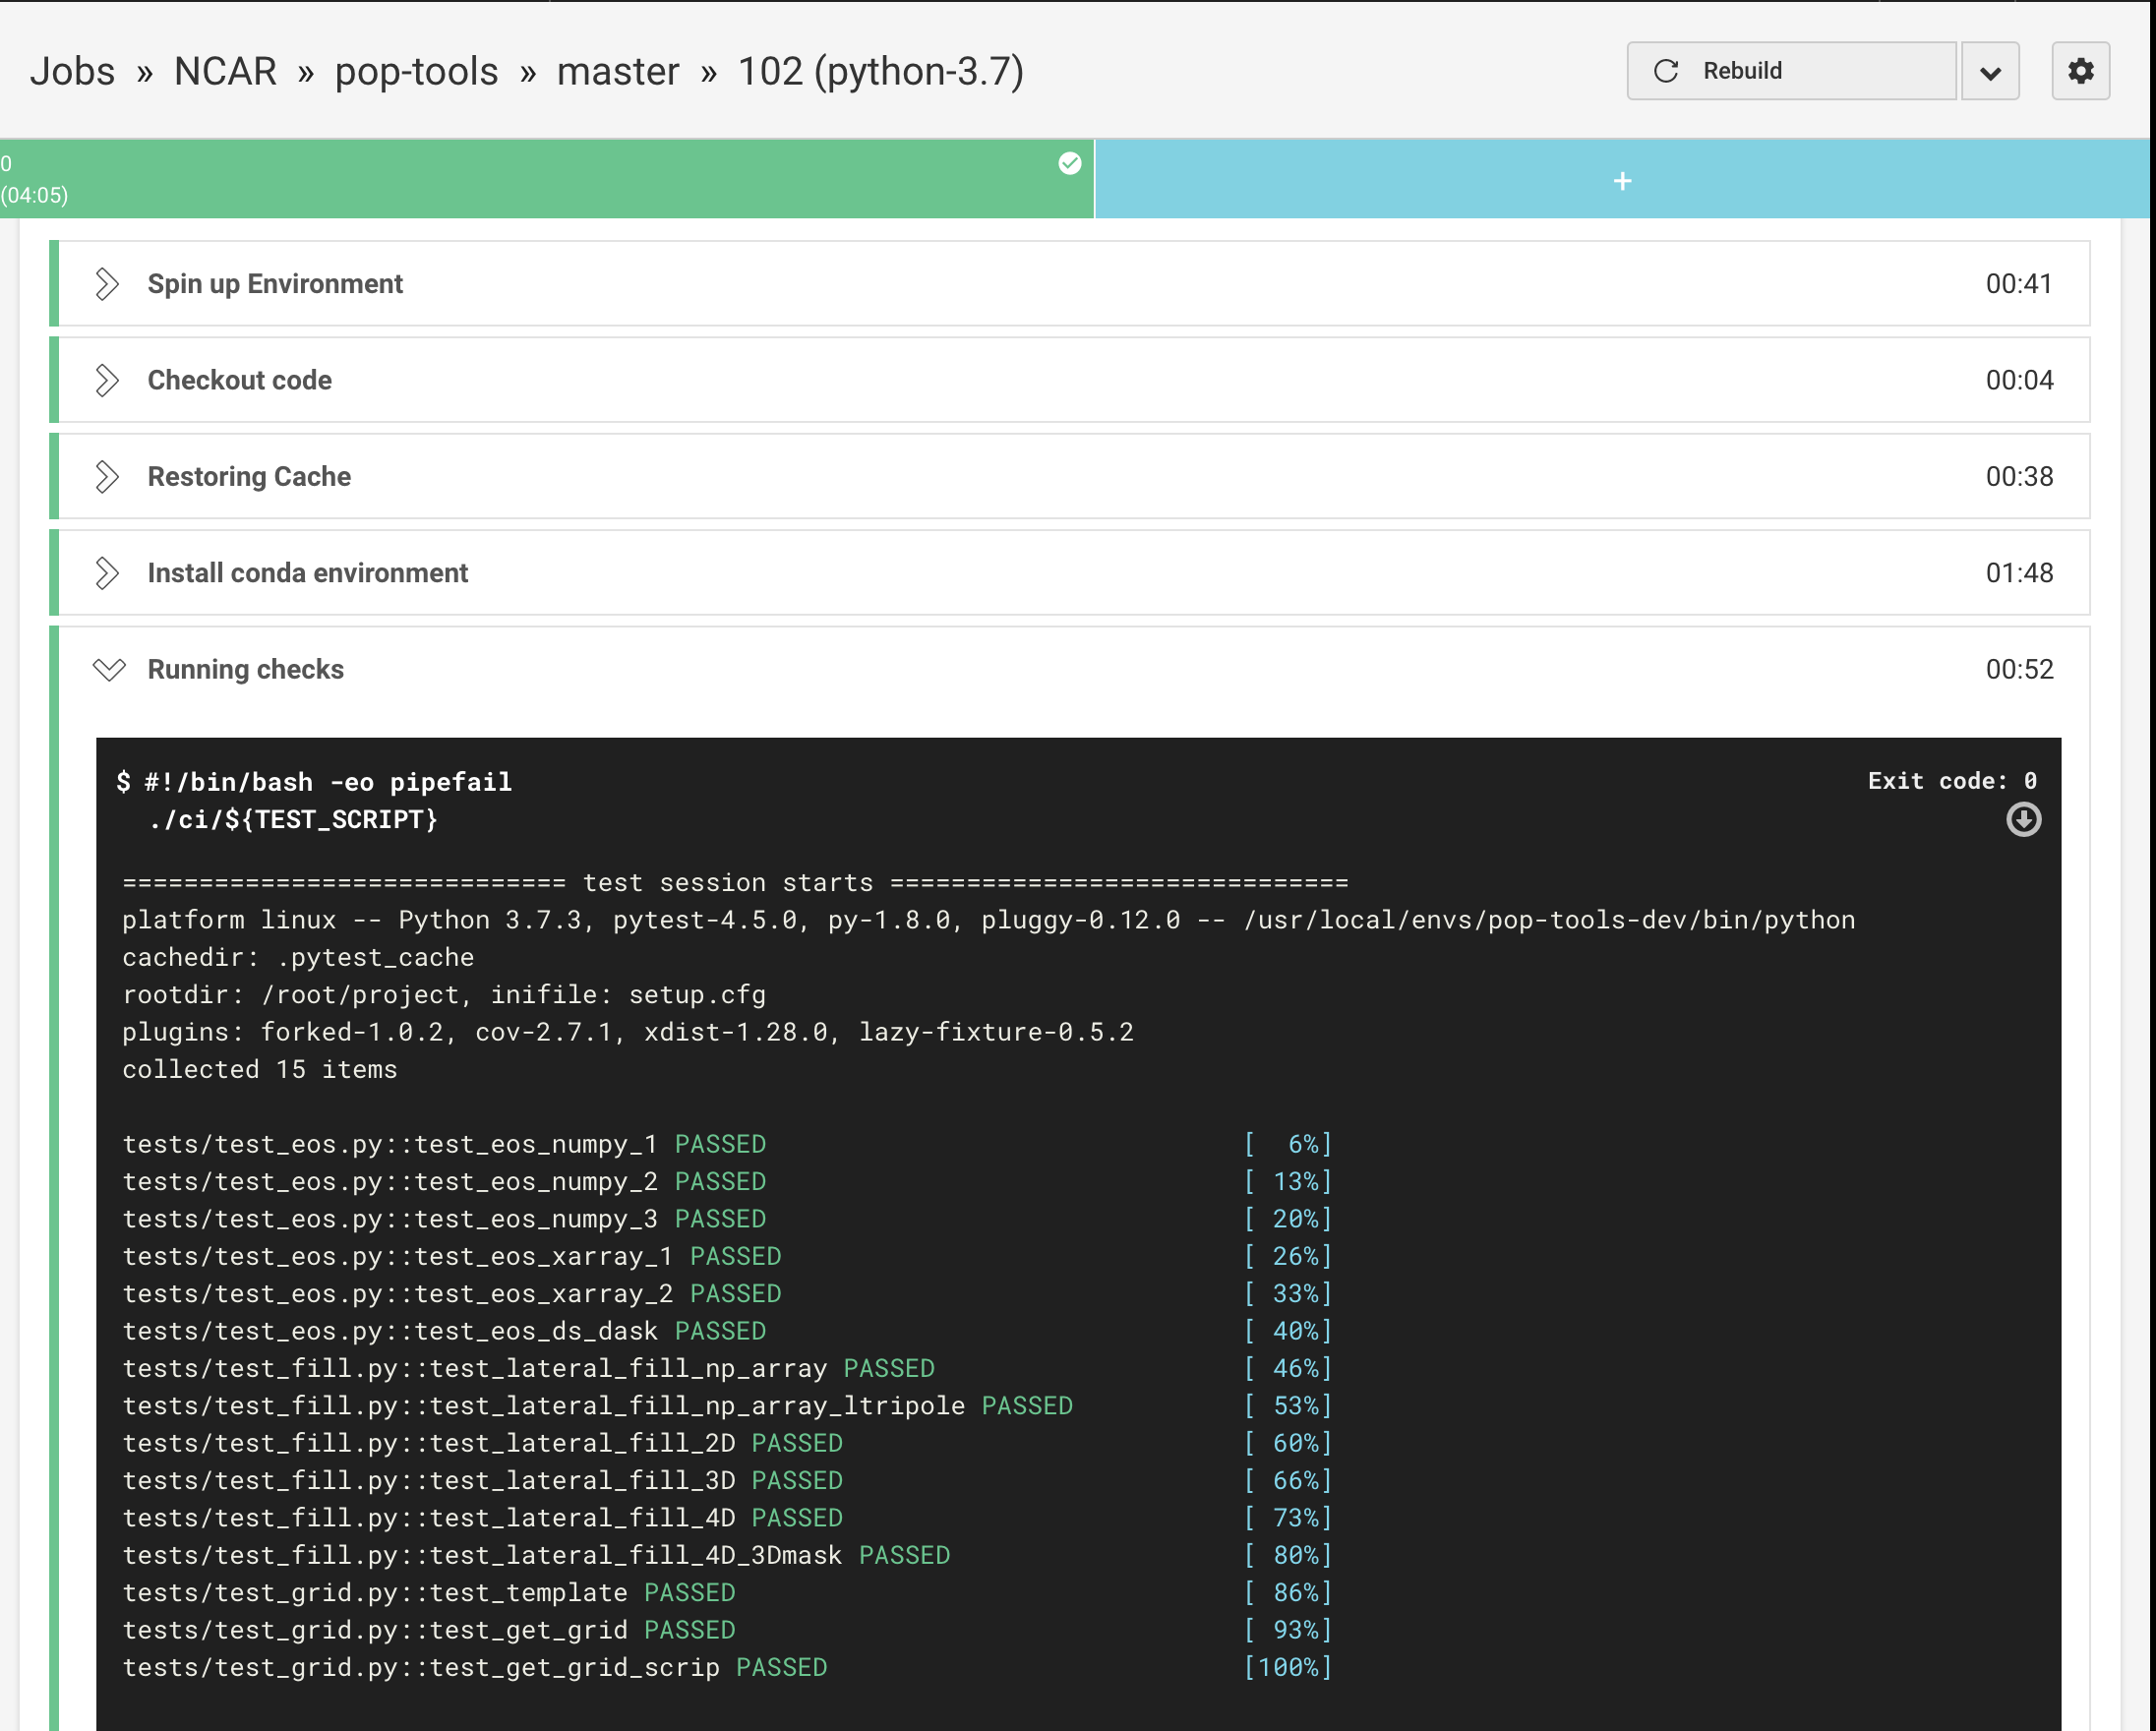 Jobs » NCAR » pop-tools » master » 102 (python-3.7)
Rebuild
0
(04:05)
+
Spin up Environment 00:41
Checkout code 00:04
Restoring Cache 00:38
Install conda environment 01:48
Running checks 00:52
$ #!/bin/bash -eo pipefail
Exit code: 0
./ci/${TEST_SCRIPT}
============================= test session starts ==============================
platform linux -- Python 3.7.3, pytest-4.5.0, py-1.8.0, pluggy-0.12.0 -- /usr/local/envs/pop-tools-dev/bin/python
cachedir: .pytest_cache
rootdir: /root/project, inifile: setup.cfg
plugins: forked-1.0.2, cov-2.7.1, xdist-1.28.0, lazy-fixture-0.5.2
collected 15 items
tests/test_eos.py::test_eos_numpy_1 PASSED [  6%]
tests/test_eos.py::test_eos_numpy_2 PASSED [ 13%]
tests/test_eos.py::test_eos_numpy_3 PASSED [ 20%]
tests/test_eos.py::test_eos_xarray_1 PASSED [ 26%]
tests/test_eos.py::test_eos_xarray_2 PASSED [ 33%]
tests/test_eos.py::test_eos_ds_dask PASSED [ 40%]
tests/test_fill.py::test_lateral_fill_np_array PASSED [ 46%]
tests/test_fill.py::test_lateral_fill_np_array_ltripole PASSED [ 53%]
tests/test_fill.py::test_lateral_fill_2D PASSED [ 60%]
tests/test_fill.py::test_lateral_fill_3D PASSED [ 66%]
tests/test_fill.py::test_lateral_fill_4D PASSED [ 73%]
tests/test_fill.py::test_lateral_fill_4D_3Dmask PASSED [ 80%]
tests/test_grid.py::test_template PASSED [ 86%]
tests/test_grid.py::test_get_grid PASSED [ 93%]
tests/test_grid.py::test_get_grid_scrip PASSED [100%]